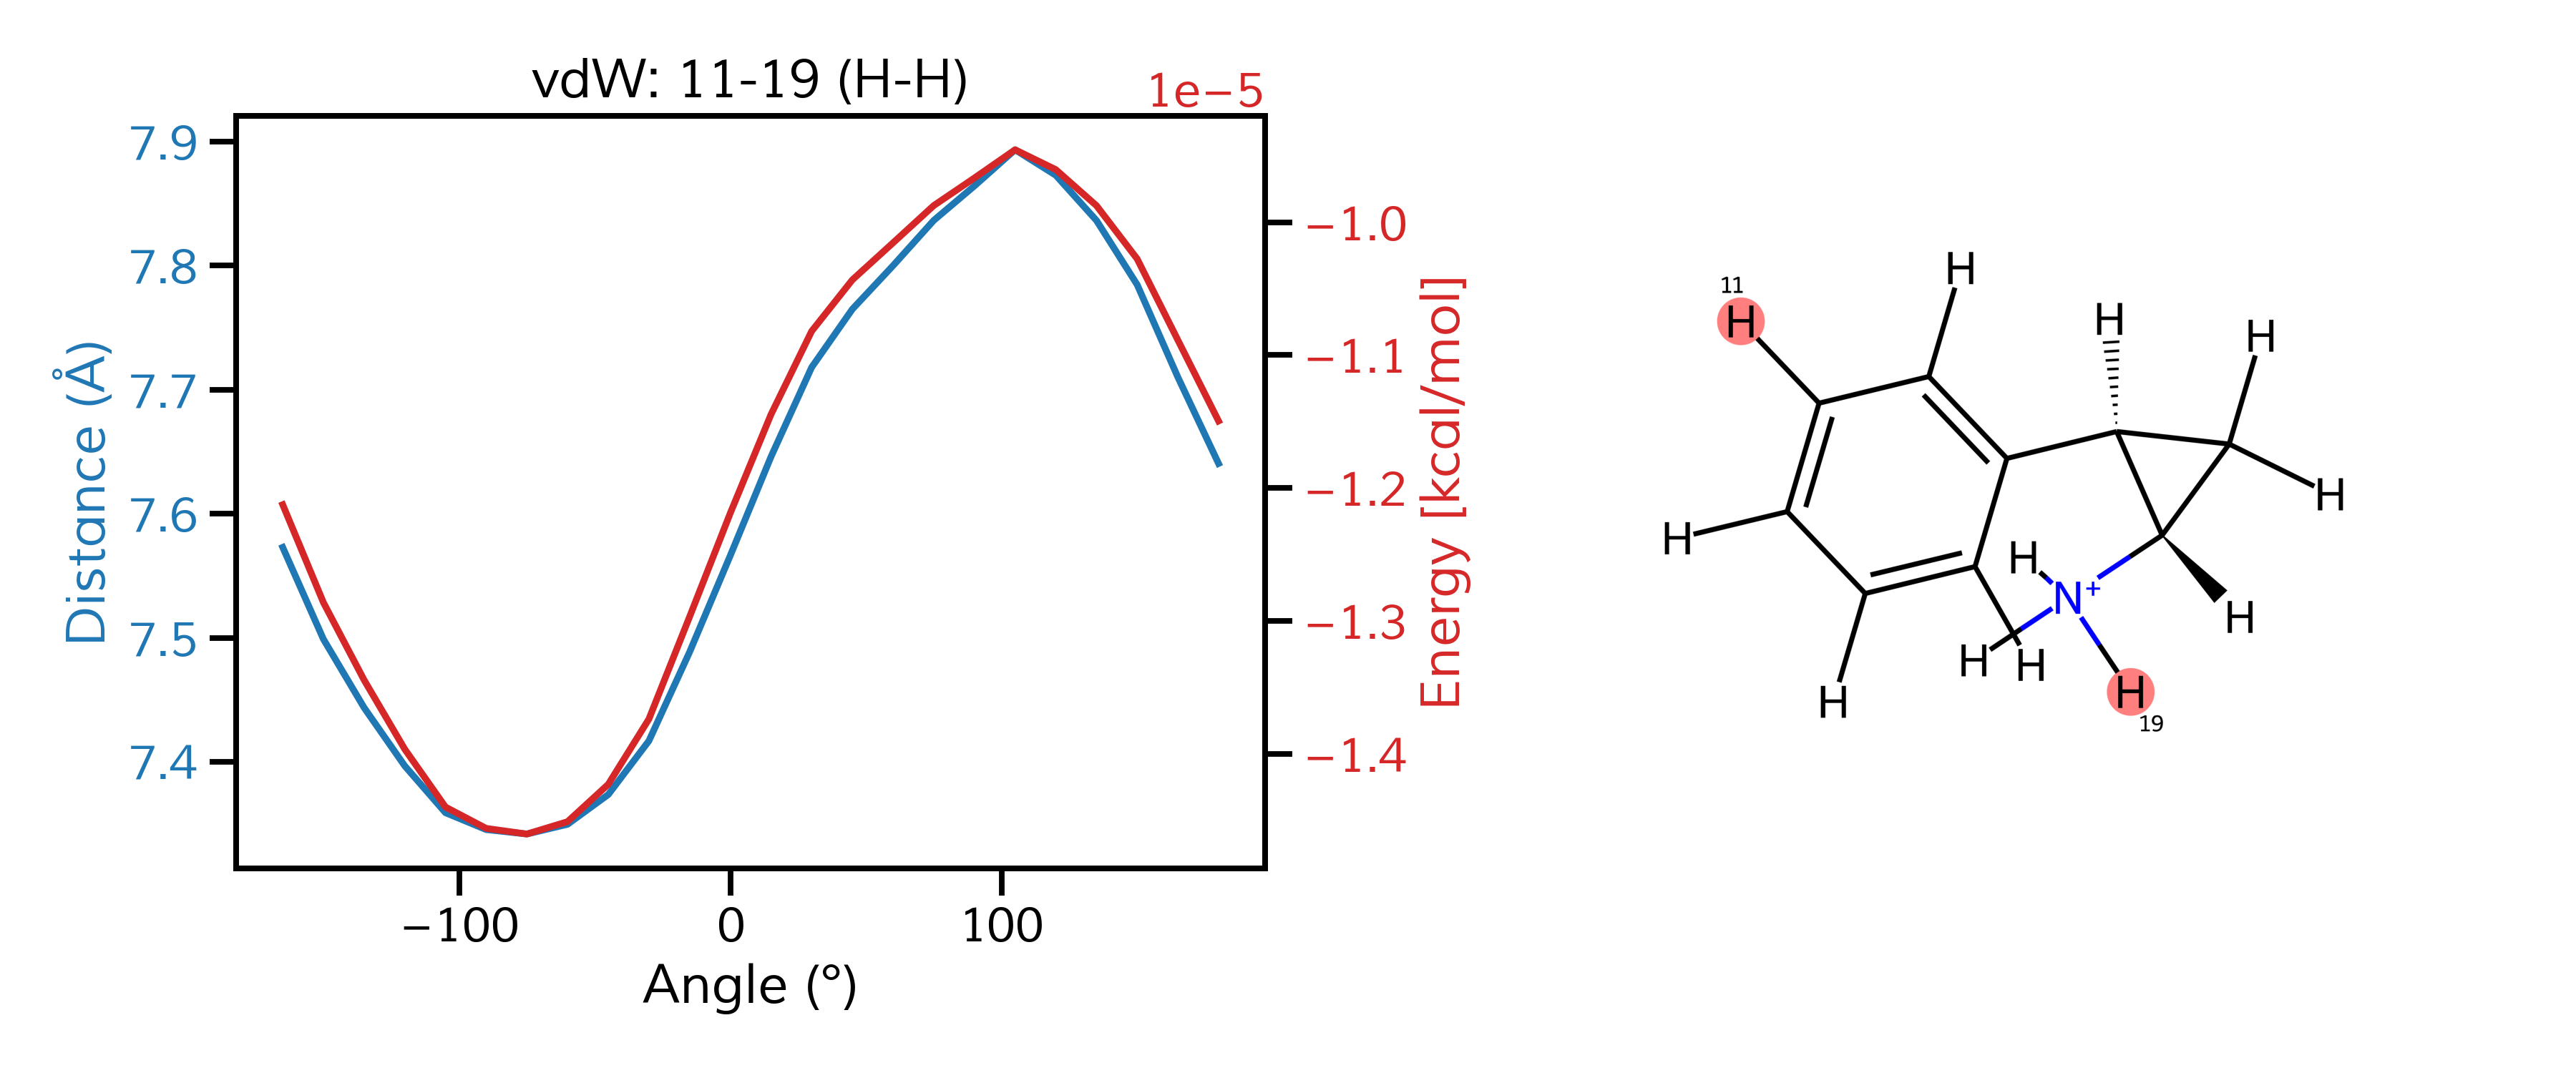 vdW: 11-19 (H-H)
1e−5
7.9
7.8
7.7
7.6
7.5
7.4
Distance (Å)
−1.0
−1.1
−1.2
−1.3
−1.4
Energy [kcal/mol]
−100
0
100
Angle (°)
H
11
H
H
H
H
H
H
N+
H
H
H
H
H
19